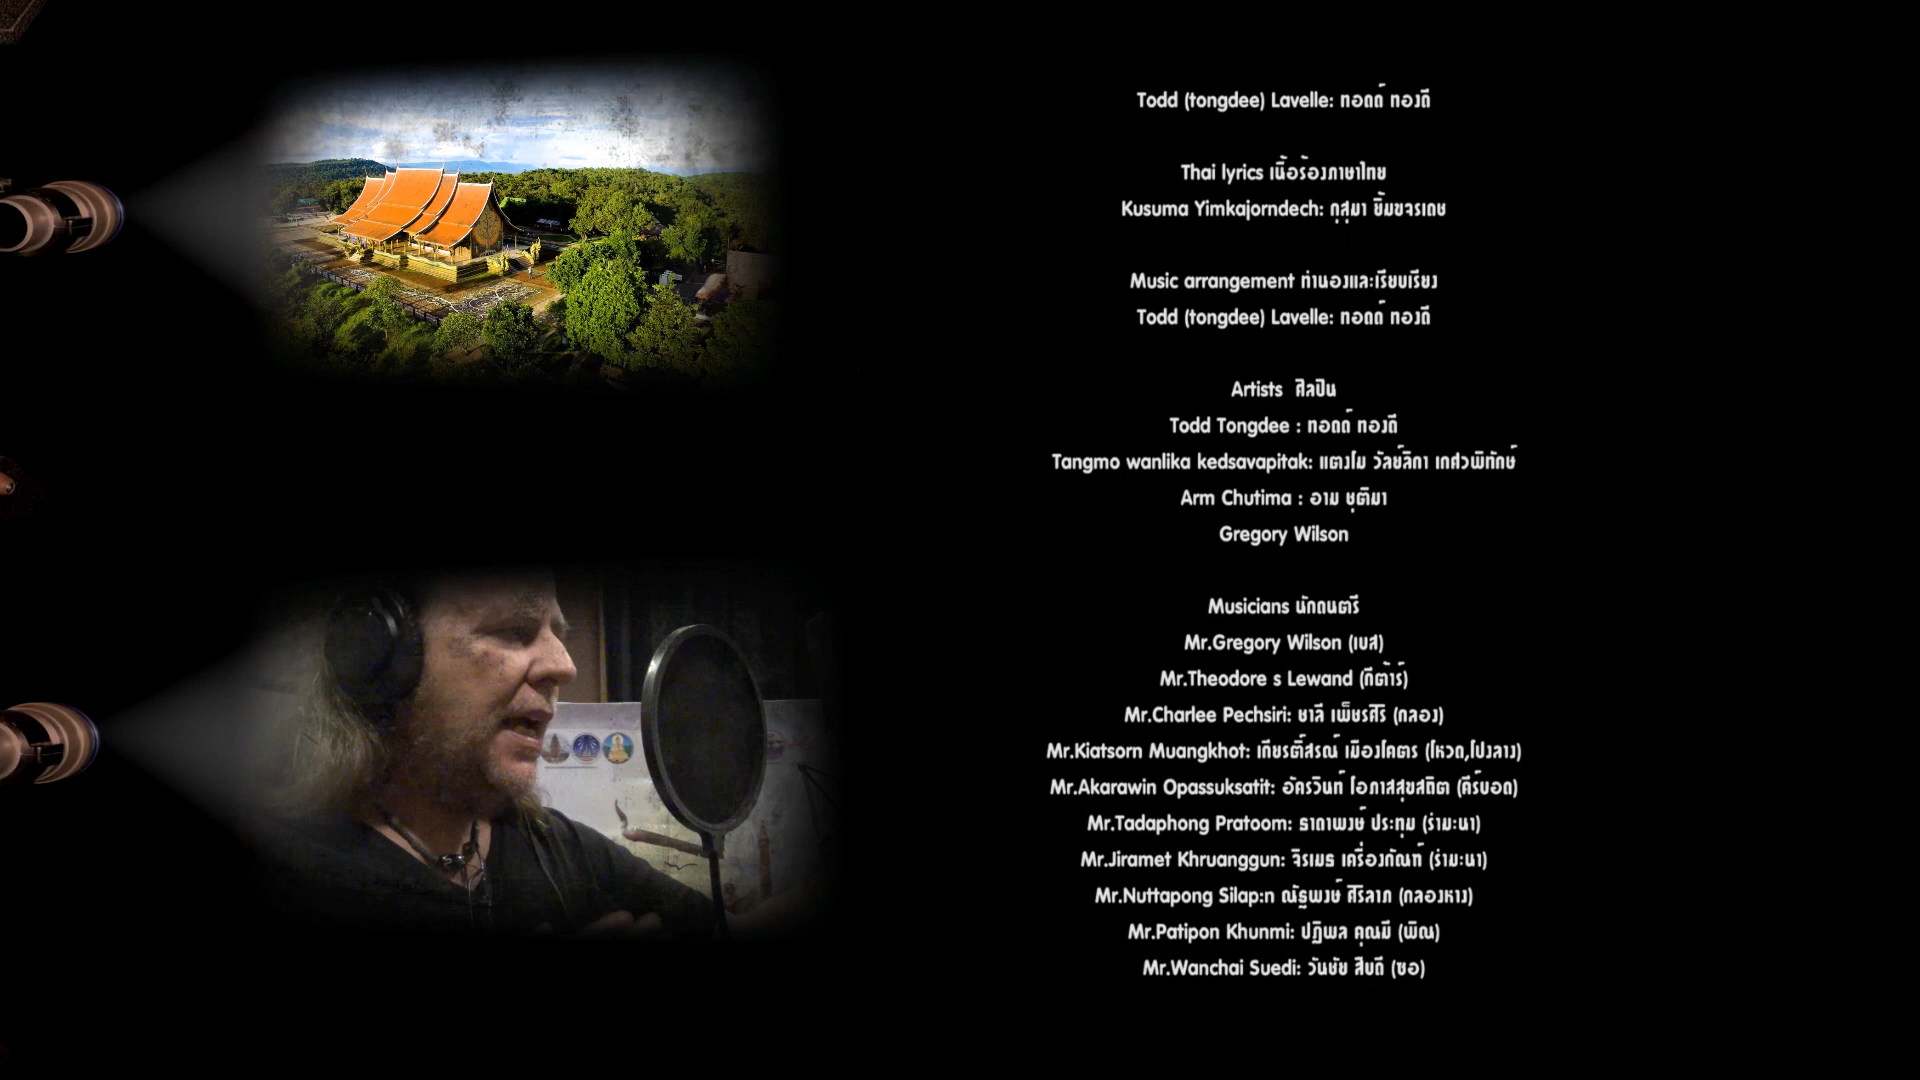 Todd (tongdee) Lavelle: ทอดด์ ทองดี
Thai lyrics เนื้อร้องภาษาไทย
Kusuma Yimkajorndech: กุสุมา ยิ้มขจรเดช
Music arrangement ทำนองและเรียบเรียง
Todd (tongdee) Lavelle: ทอดด์ ทองดี
Artists ศิลปิน
Todd Tongdee : ทอดด์ ทองดี
Tangmo wanlika kedsavapitak: แตงโม วัลย์ลิกา เกศวพิทักษ์
Arm Chutima : อาม ชุติมา
Gregory Wilson
Musicians นักดนตรี
Mr.Gregory Wilson (เบส)
Mr.Theodore s Lewand (กีต้าร์)
Mr.Charlee Pechsiri: ชาลี เพ็ชรศิริ (กลอง)
Mr.Kiatsorn Muangkhot: เกียรติ์สรณ์ เมืองโคตร (โหวด,โปงลาง)
Mr.Akarawin Opassuksatit: อัครวินท์ โอภาสสุขสถิต (คีร์บอด)
Mr.Tadaphong Pratoom: ธาดาพงษ์ ประทุม (รำมะนา)
Mr.Jiramet Khruanggun: จิรเมธ เครื่องกัณฑ์ (รำมะนา)
Mr.Nuttapong Silap:n ณัฐพงษ์ ศิริลาภ (กลองหาง)
Mr.Patipon Khunmi: ปฏิพล คุณมี (พิณ)
Mr.Wanchai Suedi: วันชัย สืบดี (ซอ)